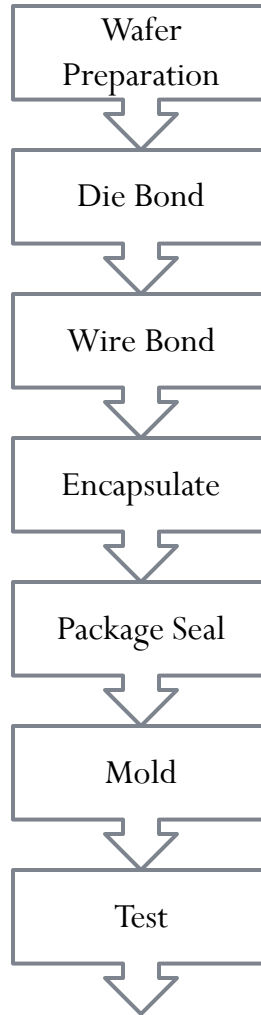 Wafer
Preparation
Die Bond
Wire Bond
Encapsulate
Package Seal
Mold
Test